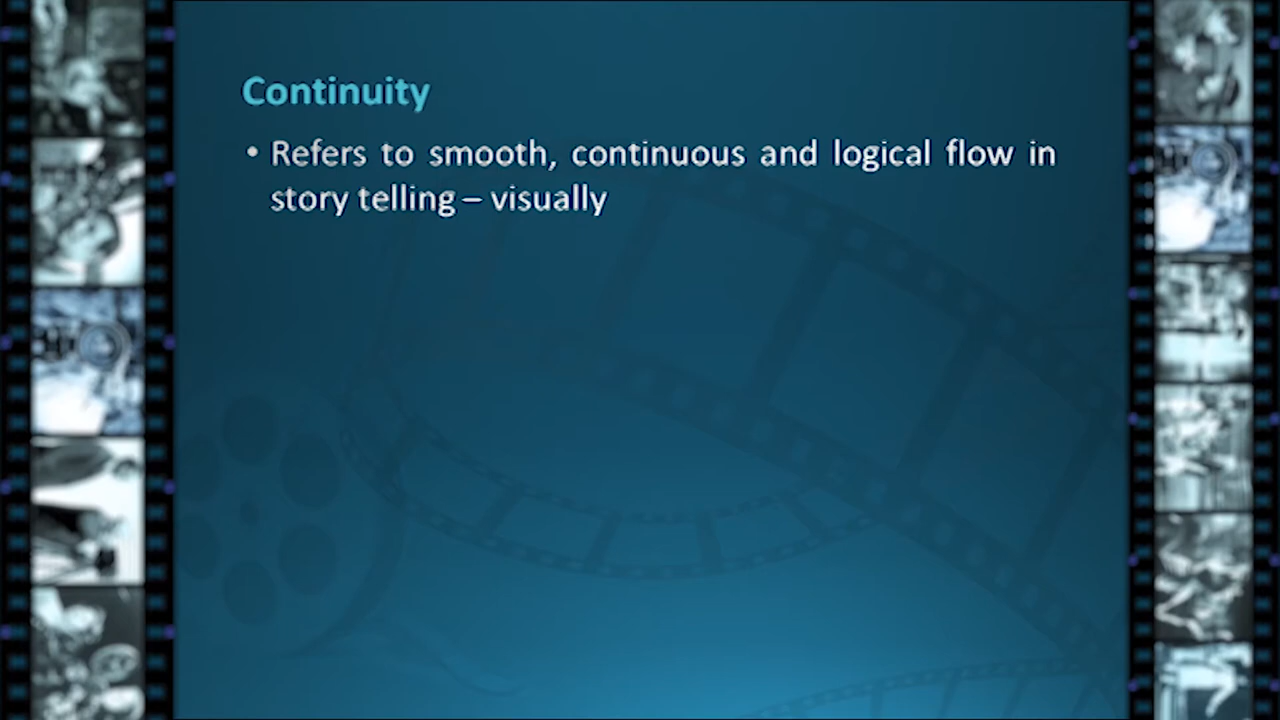 Continuity
• Refers to smooth, continuous and logical flow in
story telling – visually